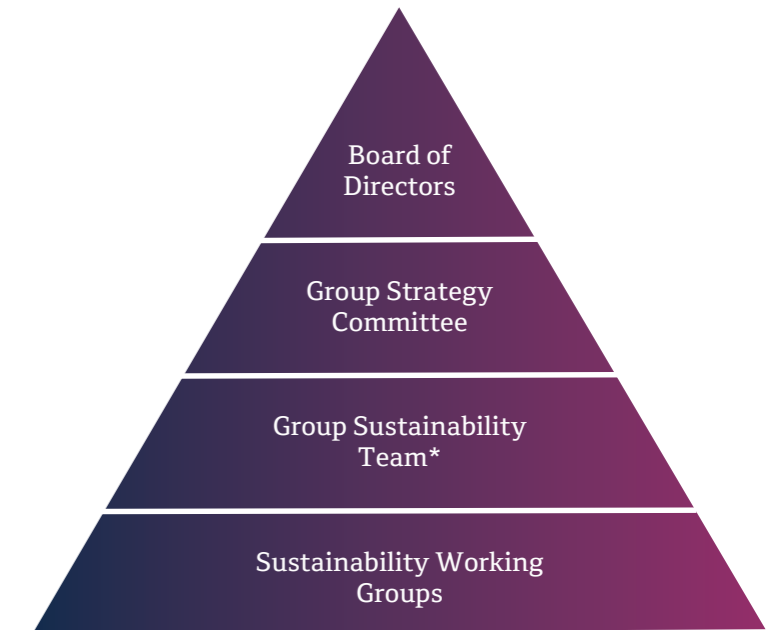 Board of
Directors
Group Strategy
Committee
Group Sustainability
Team*
Sustainability Working
Groups